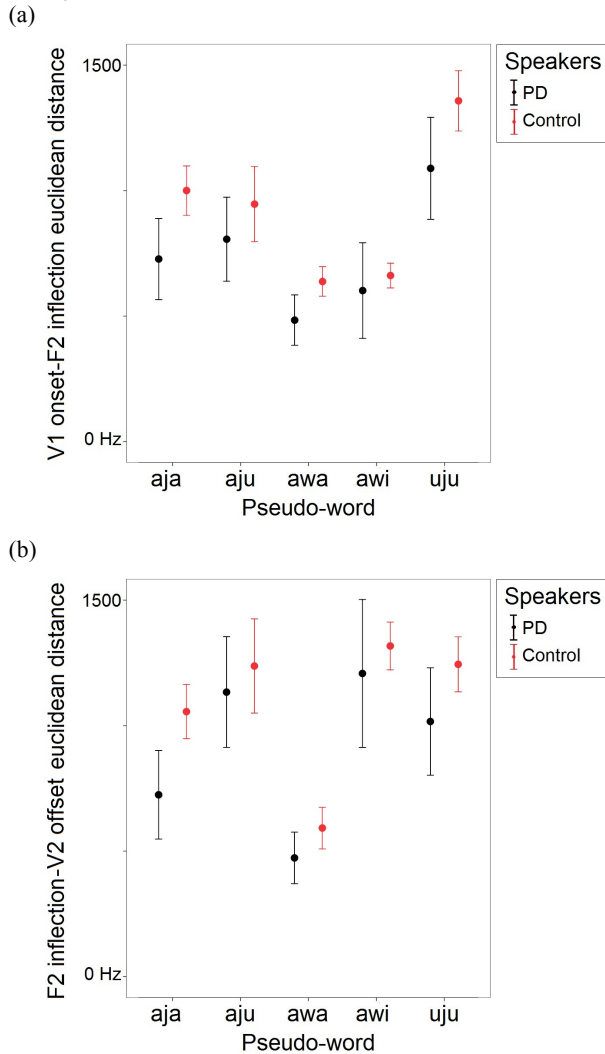 (a)
V1 onset-F2 inflection euclidean distance
1500
0 Hz
aja aju awa awi uju
Pseudo-word
Speakers
PD
Control
(b)
F2 inflection-V2 offset euclidean distance
1500
0 Hz
aja aju awa awi uju
Pseudo-word
Speakers
PD
Control